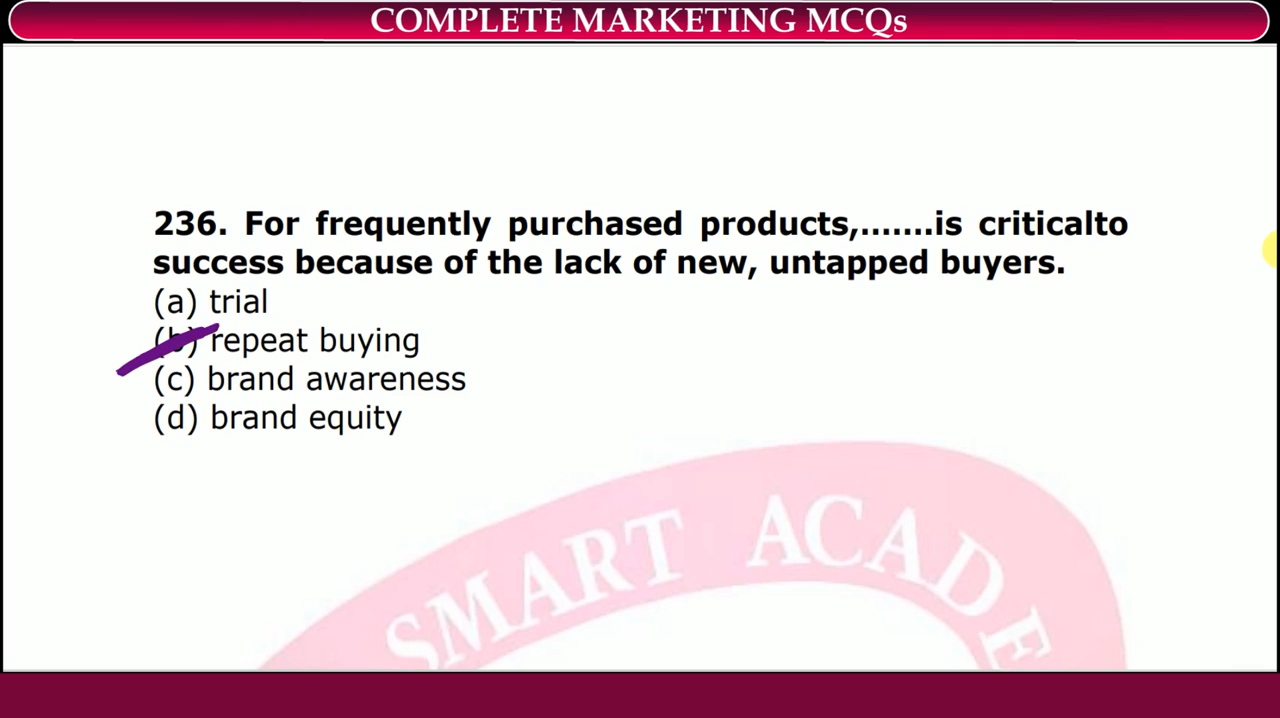 COMPLETE MARKETING MCQs
236. For frequently purchased products,.......is criticalto
success because of the lack of new, untapped buyers.
(a) trial
(b) repeat buying
(c) brand awareness
(d) brand equity
SMART ACADE